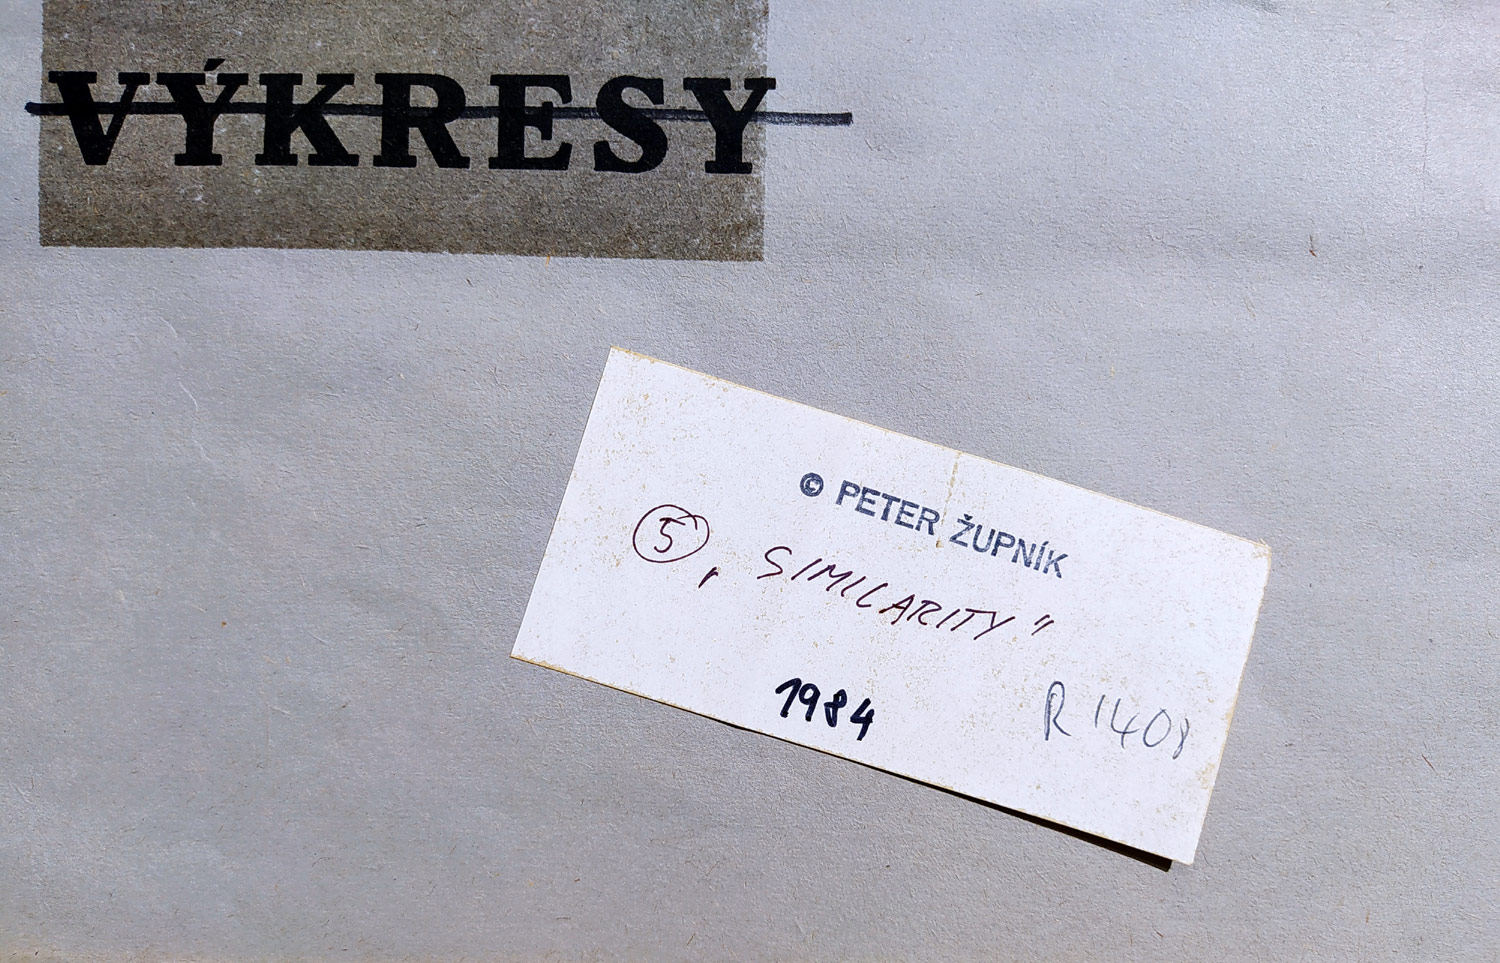 VÝKRESY
© PETER ŽUPNÍK
5 „SIMILARITY"
1984
R 1408